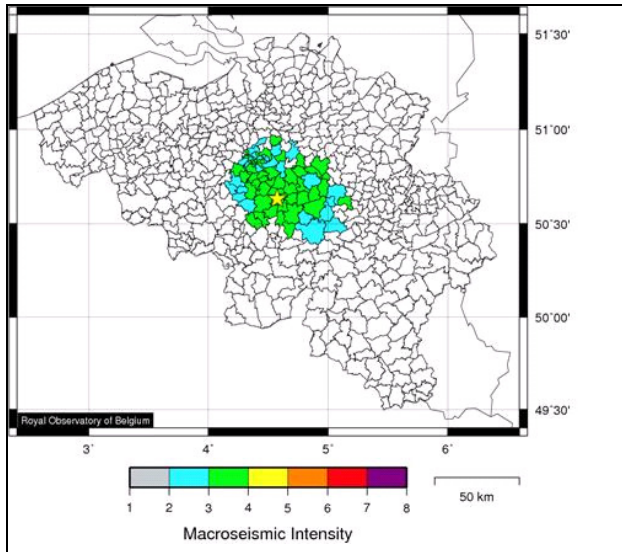 51˚30'
51˚00'
50˚30'
50˚00'
49˚30'
Royal Observatory of Belgium
3˚ 4˚ 5˚ 6˚
1 2 3 4 5 6 7 8
50 km
Macroseismic Intensity